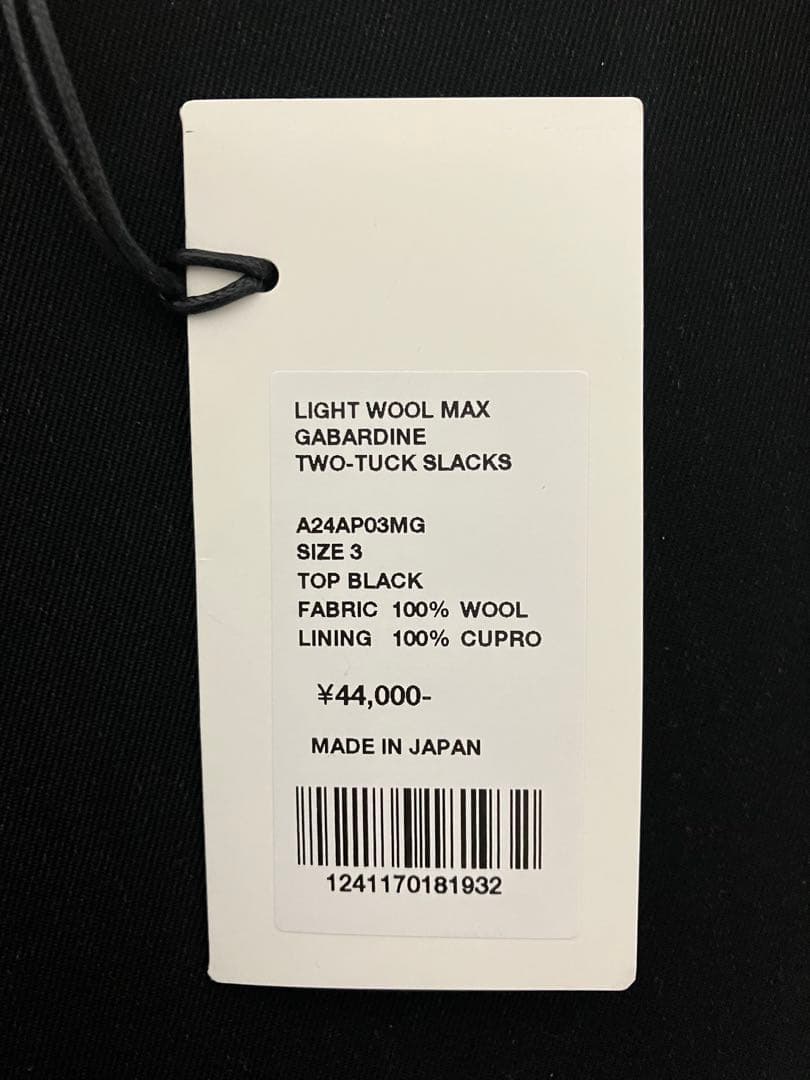 LIGHT WOOL MAX
GABARDINE
TWO-TUCK SLACKS
A24AP03MG
SIZE 3
TOP BLACK
FABRIC 100% WOOL
LINING 100% CUPRO
¥44,000-
MADE IN JAPAN
1241170181932